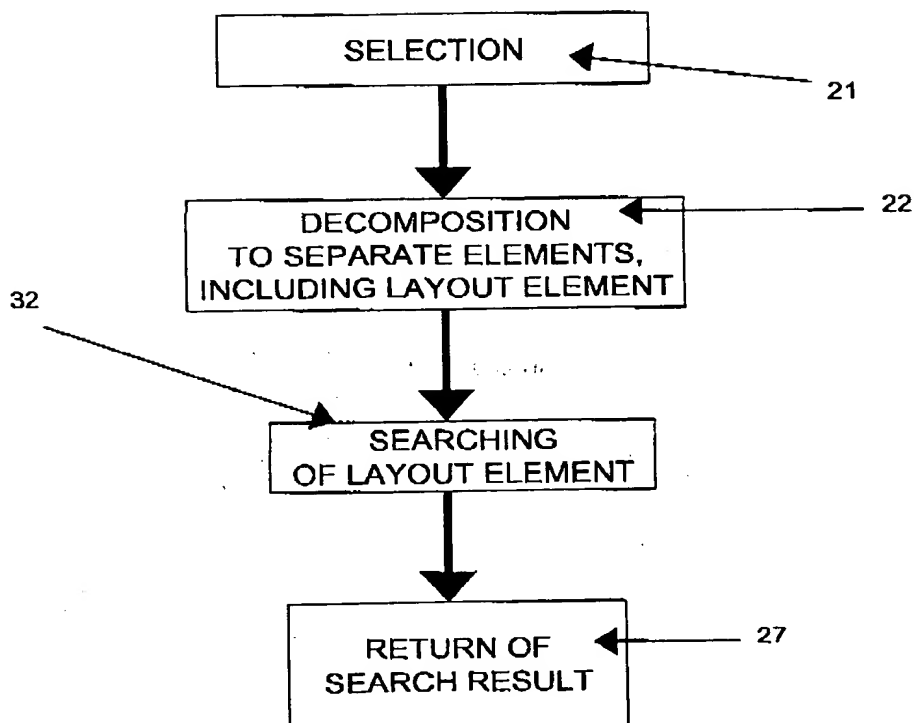 SELECTION
21
DECOMPOSITION
TO SEPARATE ELEMENTS,
INCLUDING LAYOUT ELEMENT
22
32
SEARCHING
OF LAYOUT ELEMENT
RETURN OF
SEARCH RESULT
27